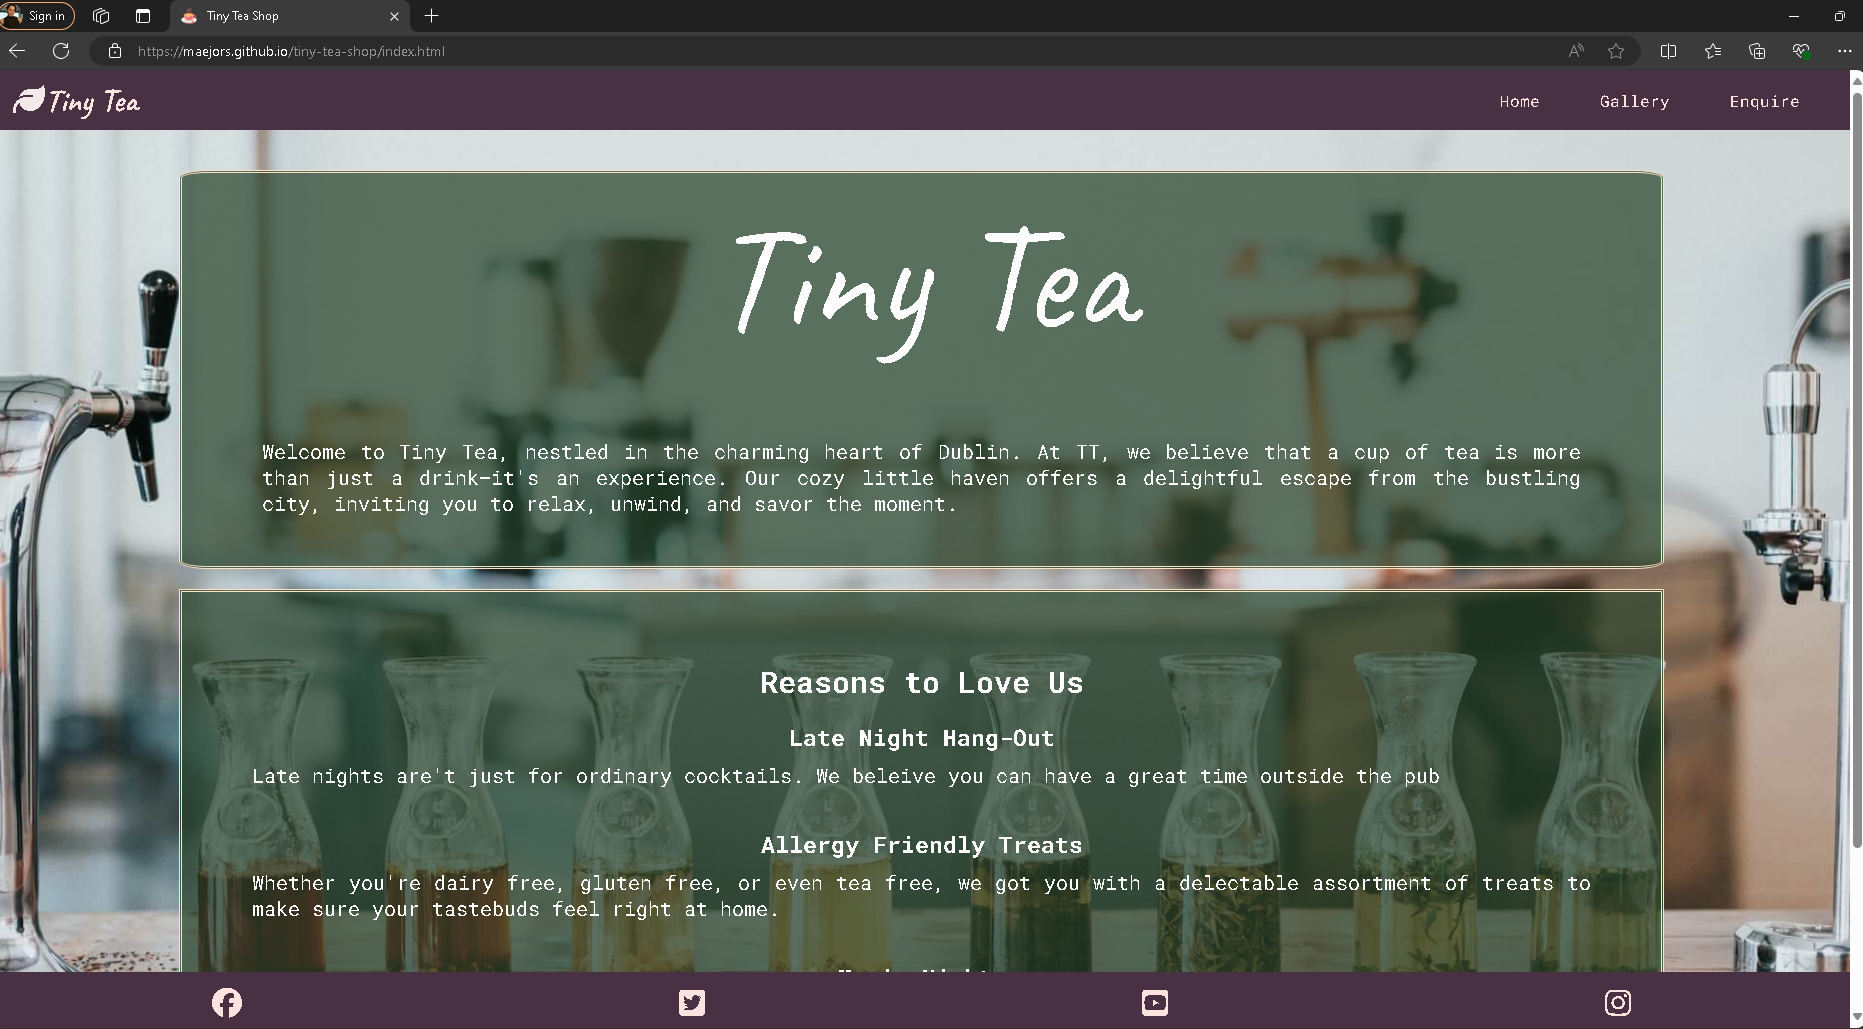 Sign in
Tiny Tea Shop
https://maejors.github.io/tiny-tea-shop/index.html
Tiny Tea
Home Gallery Enquire
Tiny Tea
Welcome to Tiny Tea, nestled in the charming heart of Dublin. At TT, we believe that a cup of tea is more
than just a drink—it's an experience. Our cozy little haven offers a delightful escape from the bustling
city, inviting you to relax, unwind, and savor the moment.
Reasons to Love Us
Late Night Hang-Out
Late nights are't just for ordinary cocktails. We beleive you can have a great time outside the pub
Allergy Friendly Treats
Whether you're dairy free, gluten free, or even tea free, we got you with a delectable assortment of treats to
make sure your tastebuds feel right at home.